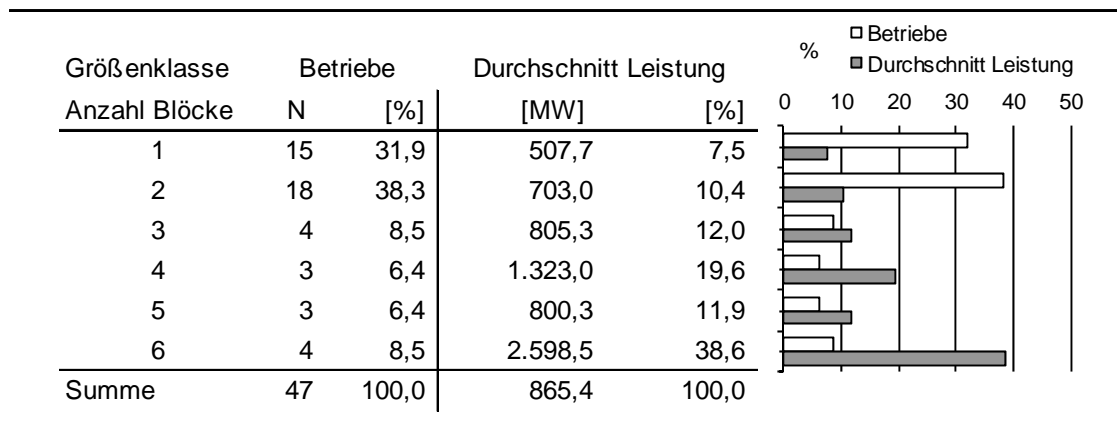 % Betriebe
Größenklasse Betriebe Durchschnitt Leistung Durchschnitt Leistung
Anzahl Blöcke N [%] [MW] [%] 0 10 20 30 40 50
1 15 31,9 507,7 7,5
2 18 38,3 703,0 10,4
3 4 8,5 805,3 12,0
4 3 6,4 1.323,0 19,6
5 3 6,4 800,3 11,9
6 4 8,5 2.598,5 38,6
Summe 47 100,0 865,4 100,0